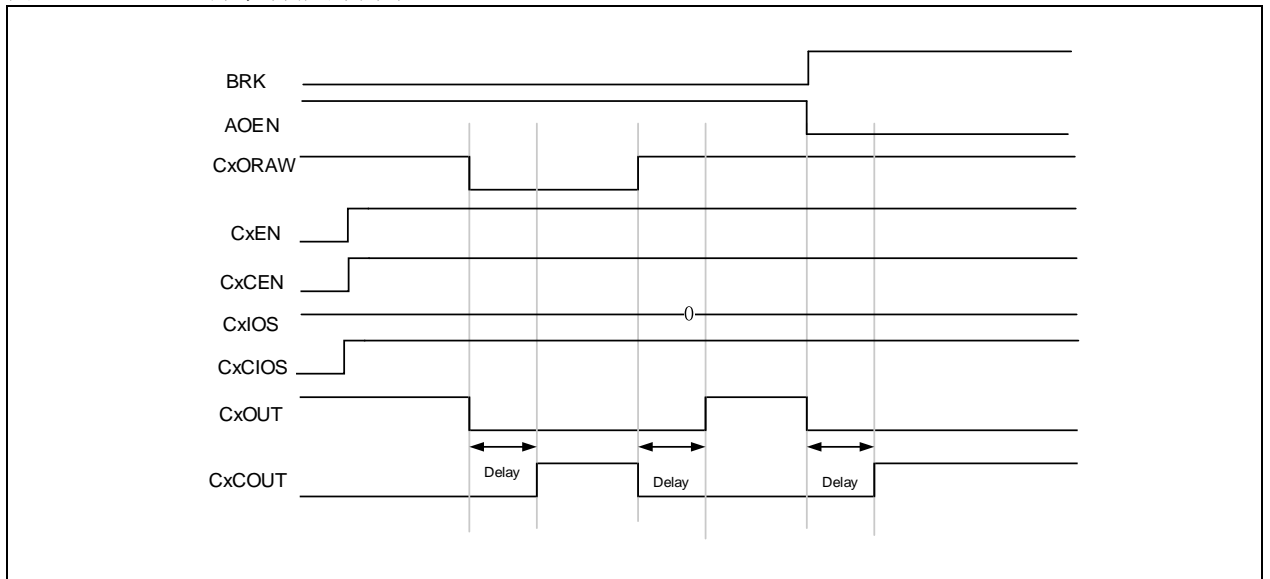 BRK
AOEN
CxORAW
CxEN
CxCEN
CxIOS
0
CxCIOS
CxOUT
CxCOUT
Delay
Delay
Delay